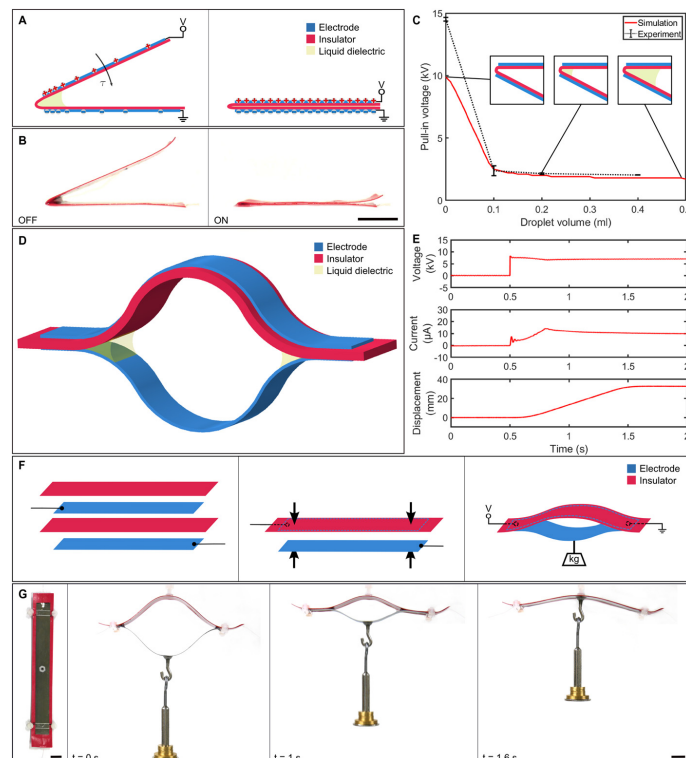 A
V
Electrode
Insulator
Liquid dielectric
τ
V
B
OFF
ON
C
Pull-in voltage (kV)
15
10
5
0
0
0.1
0.2
0.3
0.4
Droplet volume (ml)
Simulation
Experiment
D
Electrode
Insulator
Liquid dielectric
E
Voltage
(kV)
15
10
5
0
-5
0
0.5
1
1.5
2
Current
(µA)
30
20
10
0
-10
0
0.5
1
1.5
2
Displacement
(mm)
40
20
0
0
0.5
1
1.5
2
Time (s)
F
Electrode
Insulator
V
kg
G
t = 0 s
t = 1 s
t = 1.6 s